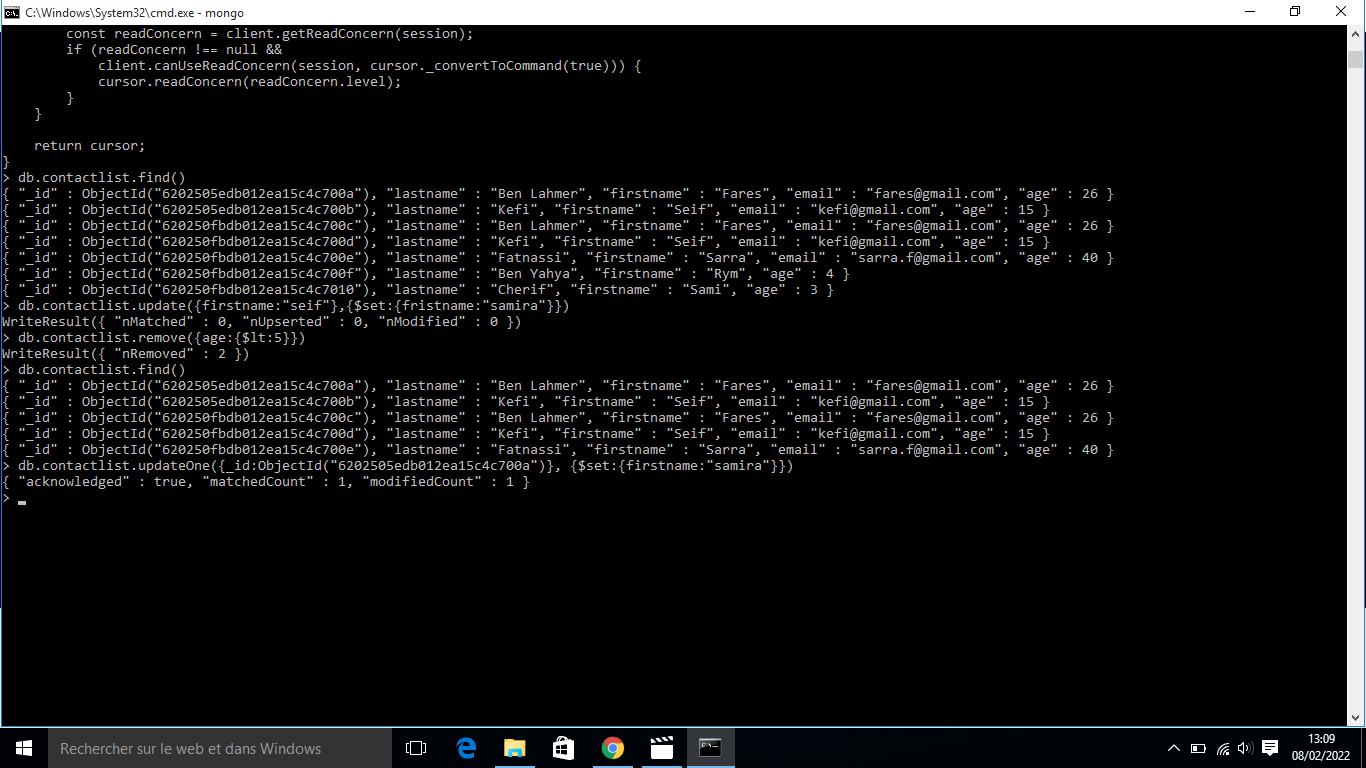 C:\Windows\System32\cmd.exe - mongo
        const readConcern = client.getReadConcern(session);
        if (readConcern !== null &&
            client.canUseReadConcern(session, cursor._convertToCommand(true))) {
            cursor.readConcern(readConcern.level);
        }
    }
    return cursor;
}
> db.contactlist.find()
{ "_id" : ObjectId("6202505edb012ea15c4c700a"), "lastname" : "Ben Lahmer", "firstname" : "Fares", "email" : "fares@gmail.com", "age" : 26 }
{ "_id" : ObjectId("6202505edb012ea15c4c700b"), "lastname" : "Kefi", "firstname" : "Seif", "email" : "kefi@gmail.com", "age" : 15 }
{ "_id" : ObjectId("620250fbdb012ea15c4c700c"), "lastname" : "Ben Lahmer", "firstname" : "Fares", "email" : "fares@gmail.com", "age" : 26 }
{ "_id" : ObjectId("620250fbdb012ea15c4c700d"), "lastname" : "Kefi", "firstname" : "Seif", "email" : "kefi@gmail.com", "age" : 15 }
{ "_id" : ObjectId("620250fbdb012ea15c4c700e"), "lastname" : "Fatnassi", "firstname" : "Sarra", "email" : "sarra.f@gmail.com", "age" : 40 }
{ "_id" : ObjectId("620250fbdb012ea15c4c700f"), "lastname" : "Ben Yahya", "firstname" : "Rym", "age" : 4 }
{ "_id" : ObjectId("620250fbdb012ea15c4c7010"), "lastname" : "Cherif", "firstname" : "Sami", "age" : 3 }
> db.contactlist.update({firstname:"seif"},{$set:{fristname:"samira"}})
WriteResult({ "nMatched" : 0, "nUpserted" : 0, "nModified" : 0 })
> db.contactlist.remove({age:{$lt:5}})
WriteResult({ "nRemoved" : 2 })
> db.contactlist.find()
{ "_id" : ObjectId("6202505edb012ea15c4c700a"), "lastname" : "Ben Lahmer", "firstname" : "Fares", "email" : "fares@gmail.com", "age" : 26 }
{ "_id" : ObjectId("6202505edb012ea15c4c700b"), "lastname" : "Kefi", "firstname" : "Seif", "email" : "kefi@gmail.com", "age" : 15 }
{ "_id" : ObjectId("620250fbdb012ea15c4c700c"), "lastname" : "Ben Lahmer", "firstname" : "Fares", "email" : "fares@gmail.com", "age" : 26 }
{ "_id" : ObjectId("620250fbdb012ea15c4c700d"), "lastname" : "Kefi", "firstname" : "Seif", "email" : "kefi@gmail.com", "age" : 15 }
{ "_id" : ObjectId("620250fbdb012ea15c4c700e"), "lastname" : "Fatnassi", "firstname" : "Sarra", "email" : "sarra.f@gmail.com", "age" : 40 }
> db.contactlist.updateOne({_id:ObjectId("6202505edb012ea15c4c700a")}, {$set:{firstname:"samira"}})
{ "acknowledged" : true, "matchedCount" : 1, "modifiedCount" : 1 }
>
Rechercher sur le web et dans Windows
13:09
08/02/2022